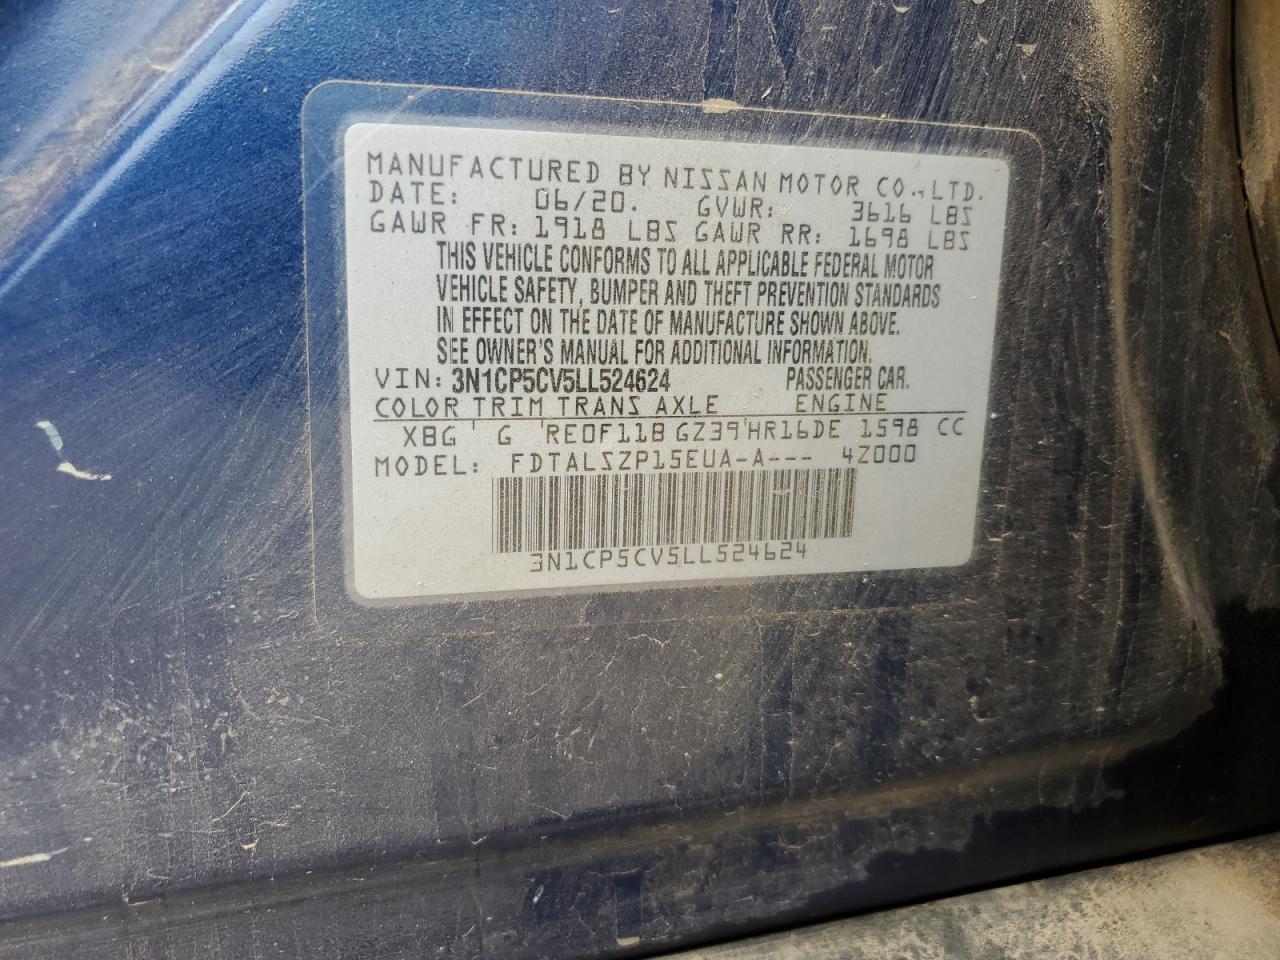 MANUFACTURED BY NISSAN MOTOR CO., LTD.
DATE: 06/20. GVWR: 3616 LBS
GAWR FR: 1918 LBS GAWR RR: 1698 LBS
THIS VEHICLE CONFORMS TO ALL APPLICABLE FEDERAL MOTOR
VEHICLE SAFETY, BUMPER AND THEFT PREVENTION STANDARDS
IN EFFECT ON THE DATE OF MANUFACTURE SHOWN ABOVE.
SEE OWNER'S MANUAL FOR ADDITIONAL INFORMATION.
VIN: 3N1CP5CV5LL524624 PASSENGER CAR.
COLOR TRIM TRANS AXLE ENGINE
XBG G RE0F11B GZ39 HR16DE 1598 CC
MODEL: FDTALSZP15EUA-A--- 4Z000
3N1CP5CV5LL524624